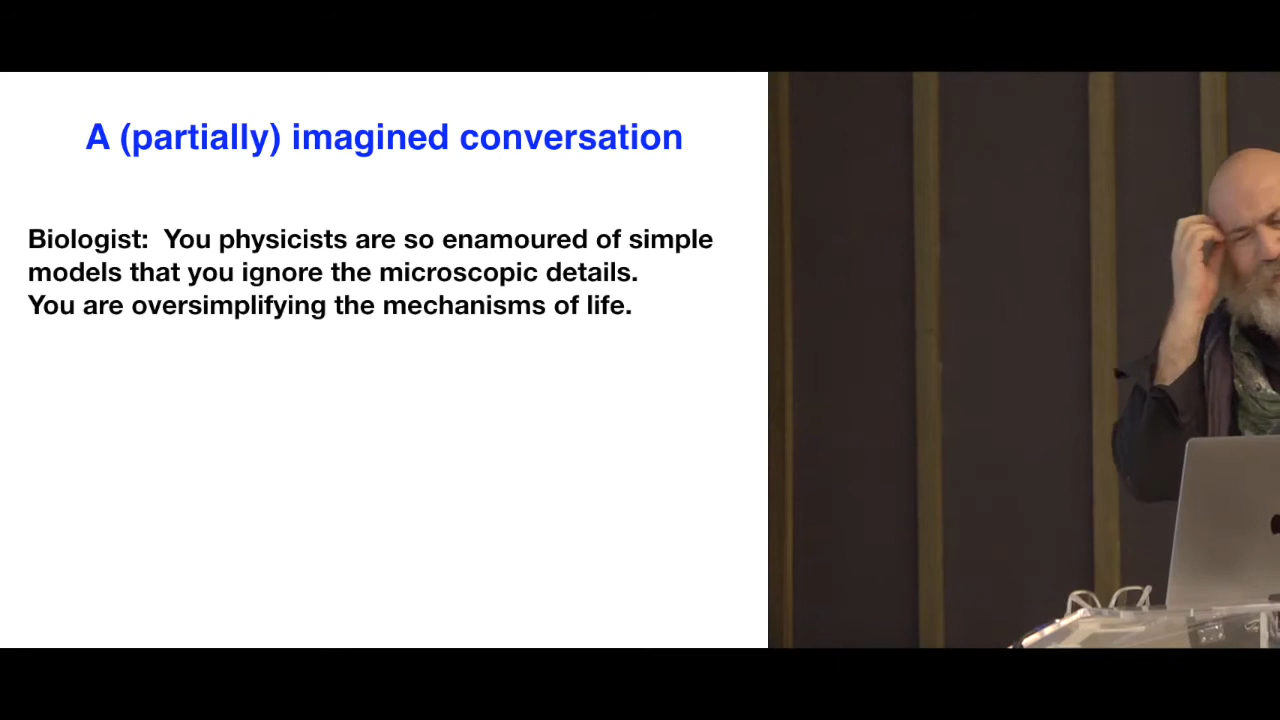 A (partially) imagined conversation
Biologist:  You physicists are so enamoured of simple
models that you ignore the microscopic details.
You are oversimplifying the mechanisms of life.